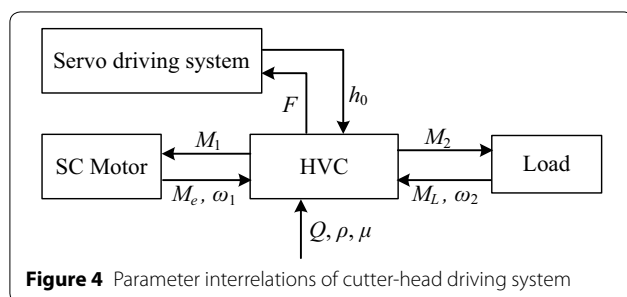 Servo driving system
F
h₀
SC Motor
M₁
Mₑ, ω₁
HVC
M₂
M_L, ω₂
Load
Q, ρ, μ
Figure 4 Parameter interrelations of cutter-head driving system